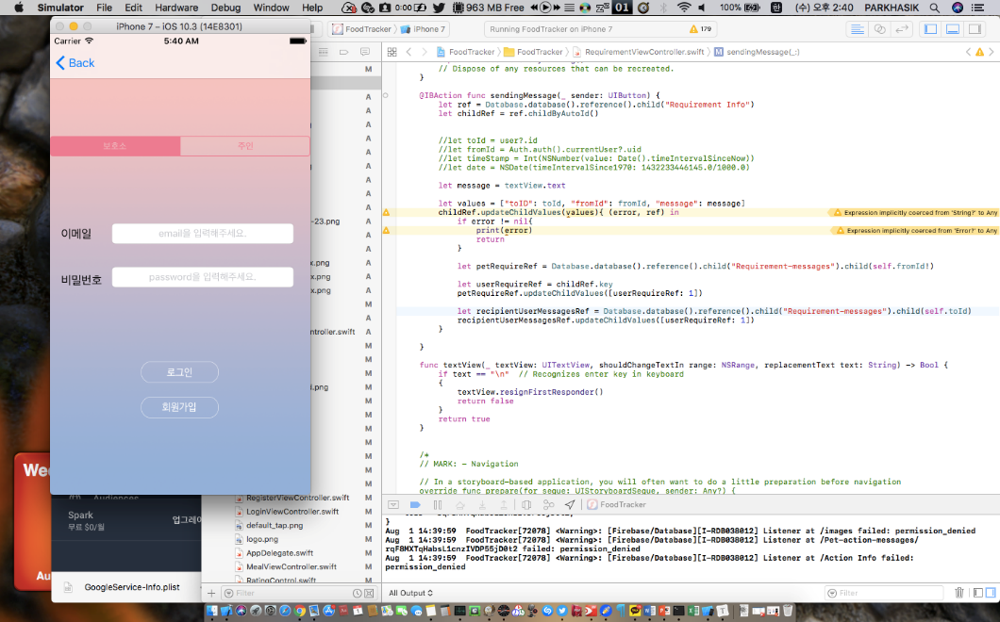 Simulator File Edit Hardware Debug Window Help 0:00 963 MB Free 01 100% 한 (수) 오후 2:40 PARKHASIK
iPhone 7 – iOS 10.3 (14E8301)
Carrier 5:40 AM
Back
보호소 주인
이메일 email을 입력해주세요.
비밀번호 password을 입력해주세요.
로그인
회원가입
FoodTracker iPhone 7 Running FoodTracker on iPhone 7 179
FoodTracker FoodTracker RequirementViewController.swift sendingMessage(_:)
// Dispose of any resources that can be recreated.
}
@IBAction func sendingMessage(_ sender: UIButton) {
let ref = Database.database().reference().child("Requirement Info")
let childRef = ref.childByAutoId()
//let toId = user?.id
//let fromId = Auth.auth().currentUser?.uid
//let timeStamp = Int(NSNumber(value: Date().timeIntervalSinceNow))
//let date = NSDate(timeIntervalSince1970: 1432233446145.0/1000.0)
let message = textView.text
let values = ["toID": toId, "fromId": fromId, "message": message]
childRef.updateChildValues(values){ (error, ref) in Expression implicitly coerced from 'String?' to Any
if error != nil{
print(error) Expression implicitly coerced from 'Error?' to Any
return
}
let petRequireRef = Database.database().reference().child("Requirement-messages").child(self.fromId!)
let userRequireRef = childRef.key
petRequireRef.updateChildValues([userRequireRef: 1])
let recipientUserMessagesRef = Database.database().reference().child("Requirement-messages").child(self.toId)
recipientUserMessagesRef.updateChildValues([userRequireRef: 1])
}
}
func textView(_ textView: UITextView, shouldChangeTextIn range: NSRange, replacementText text: String) -> Bool {
if text == "\n" // Recognizes enter key in keyboard
{
textView.resignFirstResponder()
return false
}
return true
}
/*
// MARK: - Navigation
// In a storyboard-based application, you will often want to do a little preparation before navigation
override func prepare(for segue: UIStoryboardSegue, sender: Any?) {
FoodTracker
}
Aug 1 14:39:59 FoodTracker[72078] <Warning>: [Firebase/Database][I-RDB038012] Listener at /images failed: permission_denied
Aug 1 14:39:59 FoodTracker[72078] <Warning>: [Firebase/Database][I-RDB038012] Listener at /Pet-action-messages/
rqF8MXTqHabsL1cnzIVDP55jD0t2 failed: permission_denied
Aug 1 14:39:59 FoodTracker[72078] <Warning>: [Firebase/Database][I-RDB038012] Listener at /Action Info failed:
permission_denied
All Output Filter
-23.png
x.png
x.png
x.png
ntroller.swift
.png
RegisterViewController.swift
LoginViewController.swift
default_tap.png
logo.png
AppDelegate.swift
MealViewController.swift
RatingControl.swift
Filter
Wed
Au
Audiences
Spark
무료 $0/월
업그레이
GoogleService-Info.plist